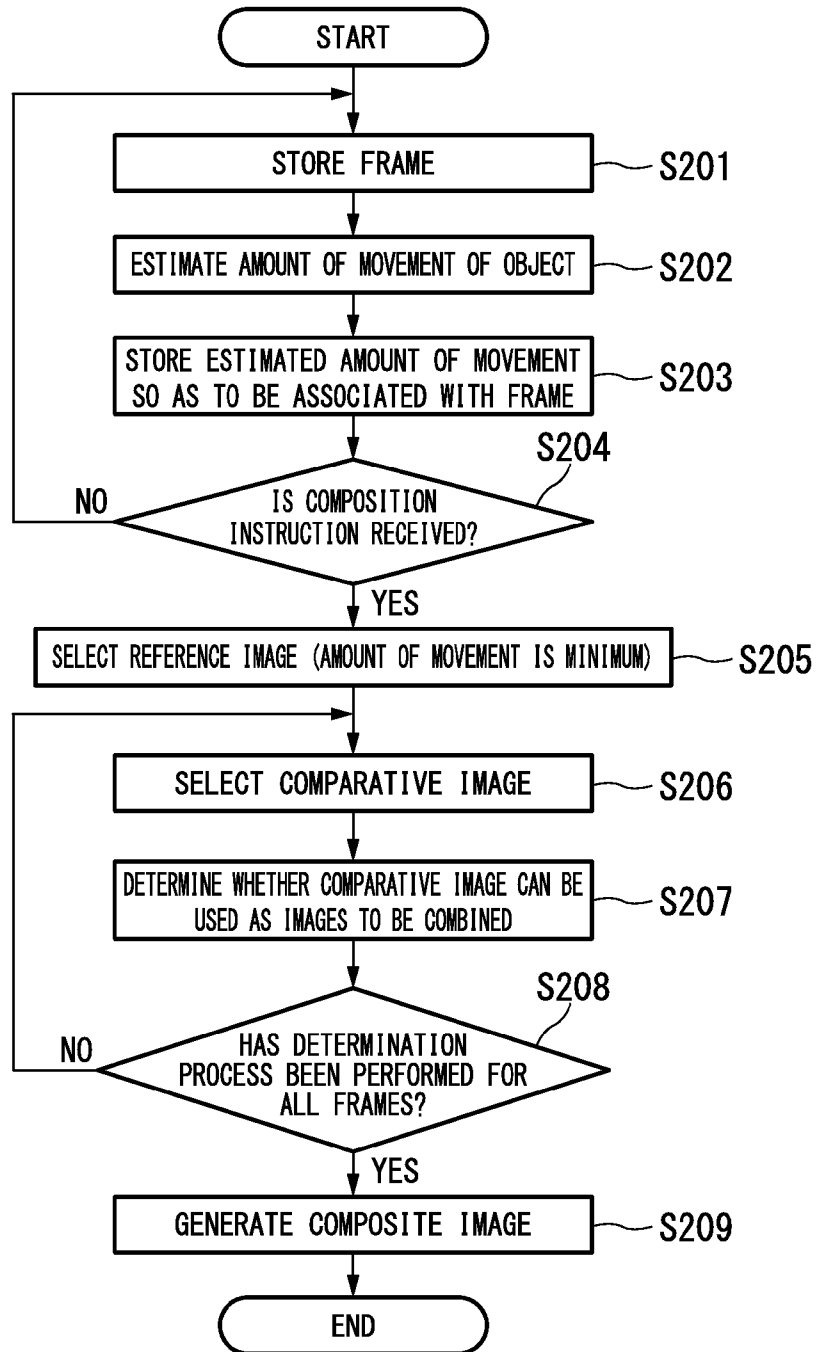 START
STORE FRAME
S201
ESTIMATE AMOUNT OF MOVEMENT OF OBJECT
S202
STORE ESTIMATED AMOUNT OF MOVEMENT
SO AS TO BE ASSOCIATED WITH FRAME
S203
S204
NO
IS COMPOSITION
INSTRUCTION RECEIVED?
YES
SELECT REFERENCE IMAGE (AMOUNT OF MOVEMENT IS MINIMUM)
S205
SELECT COMPARATIVE IMAGE
S206
DETERMINE WHETHER COMPARATIVE IMAGE CAN BE
USED AS IMAGES TO BE COMBINED
S207
S208
NO
HAS DETERMINATION
PROCESS BEEN PERFORMED FOR
ALL FRAMES?
YES
GENERATE COMPOSITE IMAGE
S209
END